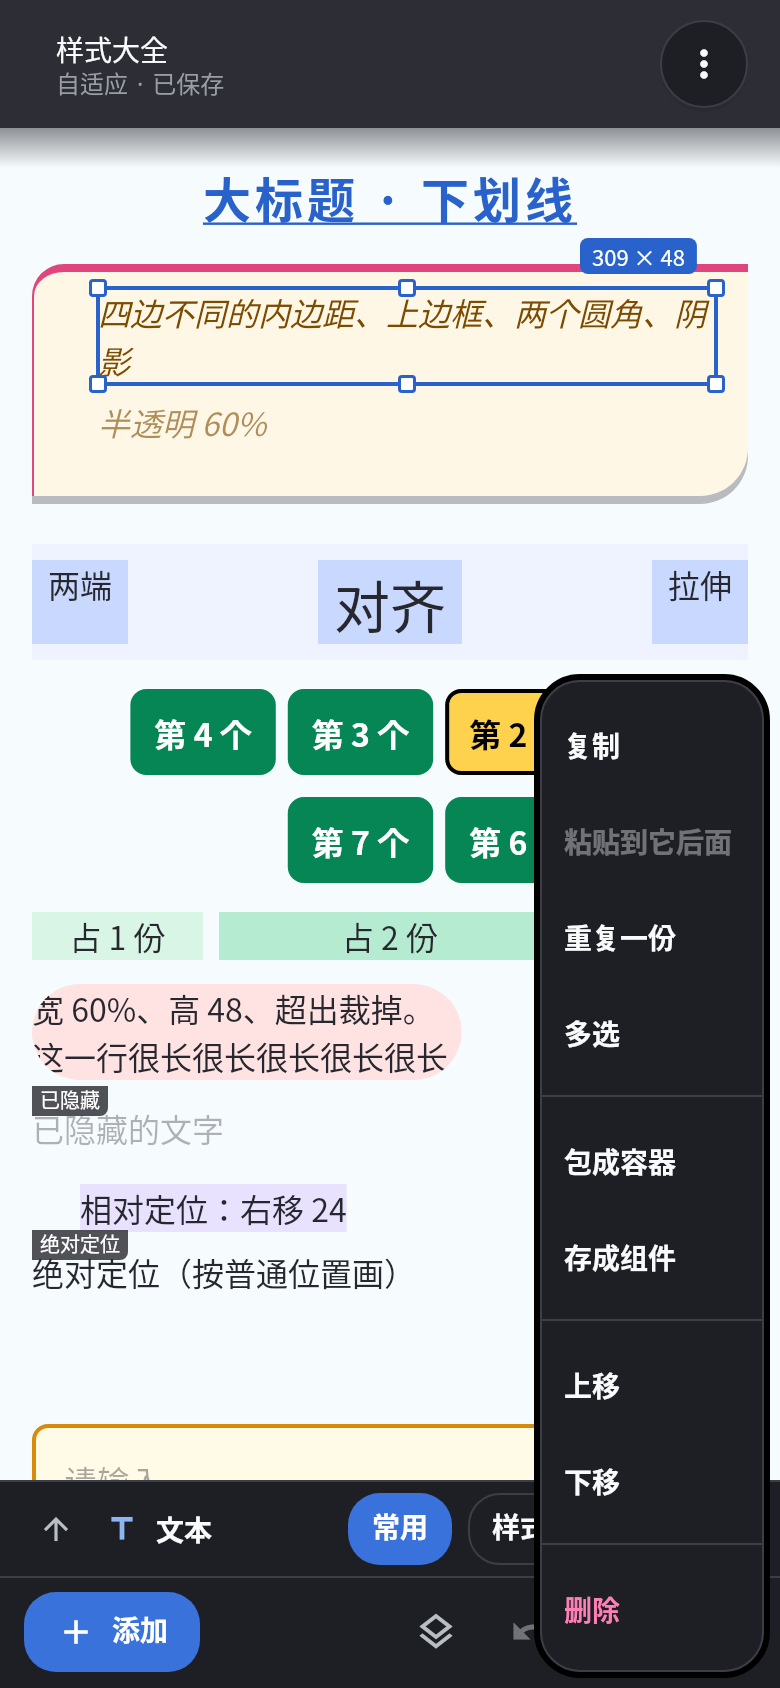 样式大全
自适应 · 已保存
大标题 · 下划线
309 × 48
四边不同的内边距、上边框、两个圆角、阴
影
半透明 60%
两端
对齐
拉伸
第 4 个
第 3 个
第 2
第 7 个
第 6
占 1 份
占 2 份
宽 60%、高 48、超出裁掉。
这一行很长很长很长很长很长
已隐藏
已隐藏的文字
相对定位：右移 24
绝对定位
绝对定位（按普通位置画）
请输入
复制
粘贴到它后面
重复一份
多选
包成容器
存成组件
上移
下移
删除
文本
常用
样式
添加